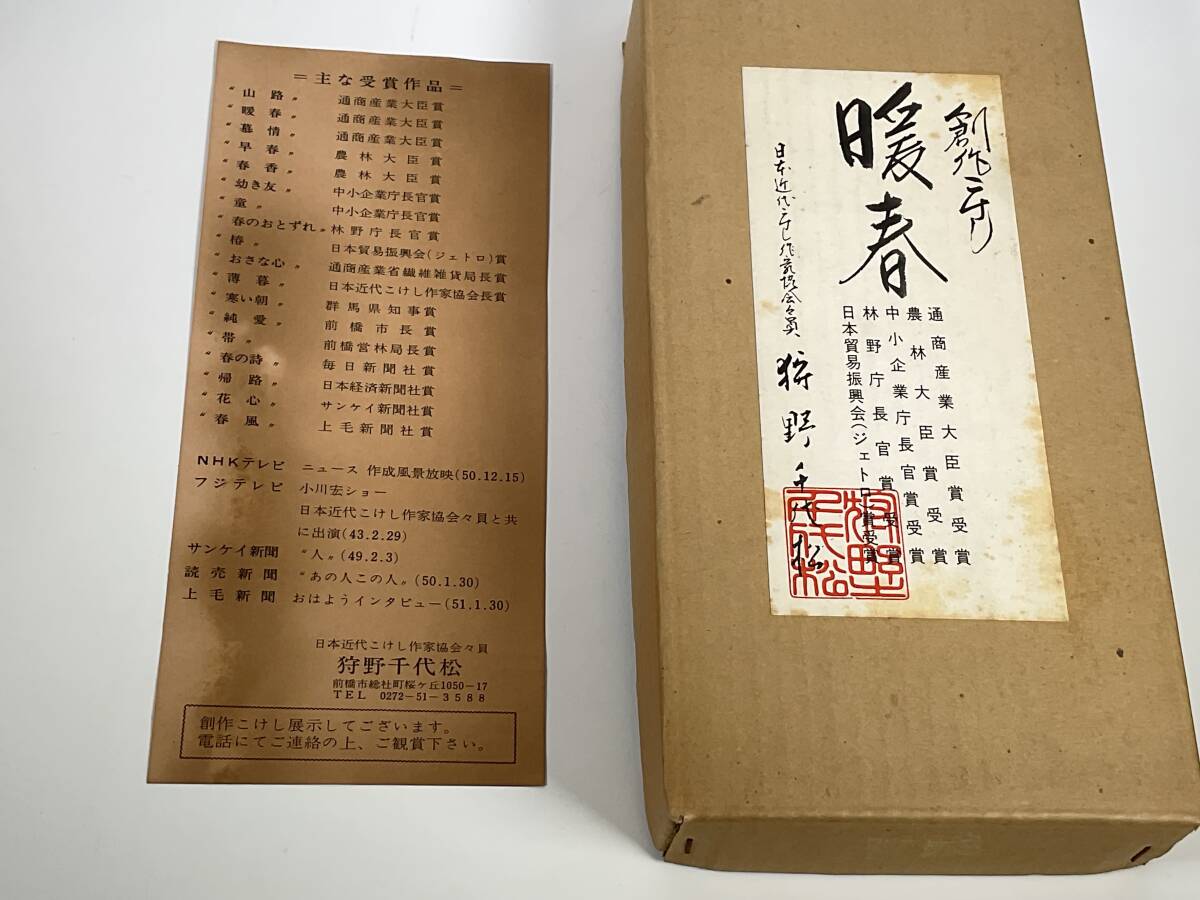 ＝主な受賞作品＝
〝山路〟 通商産業大臣賞
〝暖春〟 通商産業大臣賞
〝慕情〟 通商産業大臣賞
〝早春〟 農林大臣賞
〝春香〟 農林大臣賞
〝幼き友〟 中小企業庁長官賞
〝童〟 中小企業庁長官賞
〝春のおとずれ〟 林野庁長官賞
〝椿〟 日本貿易振興会(ジェトロ)賞
〝おさな心〟 通商産業省繊維雑貨局長賞
〝薄暮〟 日本近代こけし作家協会長賞
〝寒い朝〟 群馬県知事賞
〝純愛〟 前橋市長賞
〝帯〟 前橋営林局長賞
〝春の詩〟 毎日新聞社賞
〝帰路〟 日本経済新聞社賞
〝花心〟 サンケイ新聞社賞
〝春風〟 上毛新聞社賞
NHKテレビ ニュース 作成風景放映(50.12.15)
フジテレビ 小川宏ショー
日本近代こけし作家協会々員と共
に出演(43.2.29)
サンケイ新聞 〝人〟(49.2.3)
読売新聞 〝あの人この人〟(50.1.30)
上毛新聞 おはようインタビュー(51.1.30)
日本近代こけし作家協会々員
狩野千代松
前橋市総社町桜ケ丘1050−17
TEL 0272−51−3588
創作こけし展示してございます。
電話にてご連絡の上、ご観賞下さい。
創作こけし
暖春
通商産業大臣賞受賞
農林大臣賞受賞
中小企業庁長官賞受賞
林野庁長官賞受賞
日本貿易振興会(ジェトロ)賞受賞
日本近代こけし作家協会々員
狩野千代松
狩野
千代松